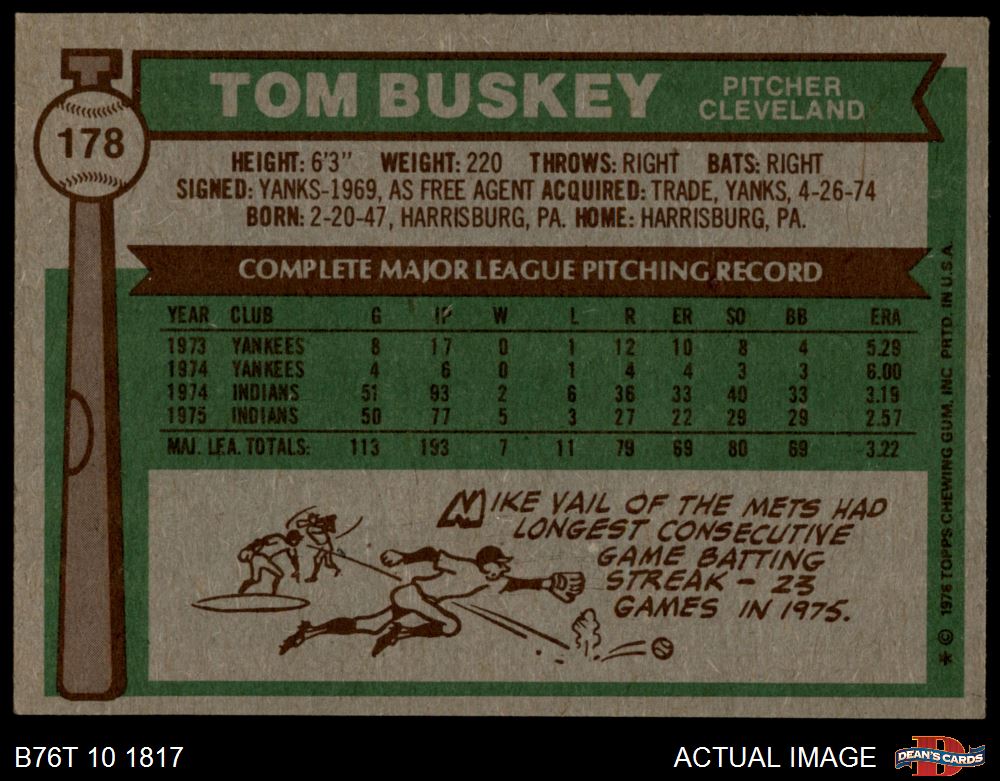 TOM BUSKEY
PITCHER
CLEVELAND
178
HEIGHT: 6'3" WEIGHT: 220 THROWS: RIGHT BATS: RIGHT
SIGNED: YANKS-1969, AS FREE AGENT ACQUIRED: TRADE, YANKS, 4-26-74
BORN: 2-20-47, HARRISBURG, PA. HOME: HARRISBURG, PA.
COMPLETE MAJOR LEAGUE PITCHING RECORD
YEAR CLUB G IP W L R ER SO BB ERA
1973 YANKEES 8 17 0 1 12 10 8 4 5.29
1974 YANKEES 4 6 0 1 4 4 3 3 6.00
1974 INDIANS 51 93 2 6 36 33 40 33 3.19
1975 INDIANS 50 77 5 3 27 22 29 29 2.57
MAJ. LEA. TOTALS: 113 193 7 11 79 69 80 69 3.22
MIKE VAIL OF THE METS HAD
LONGEST CONSECUTIVE
GAME BATTING
STREAK - 23
GAMES IN 1975.
* © 1976 TOPPS CHEWING GUM, INC. PRTD. IN U.S.A.
B76T 10 1817
ACTUAL IMAGE
D
DEAN'S CARDS